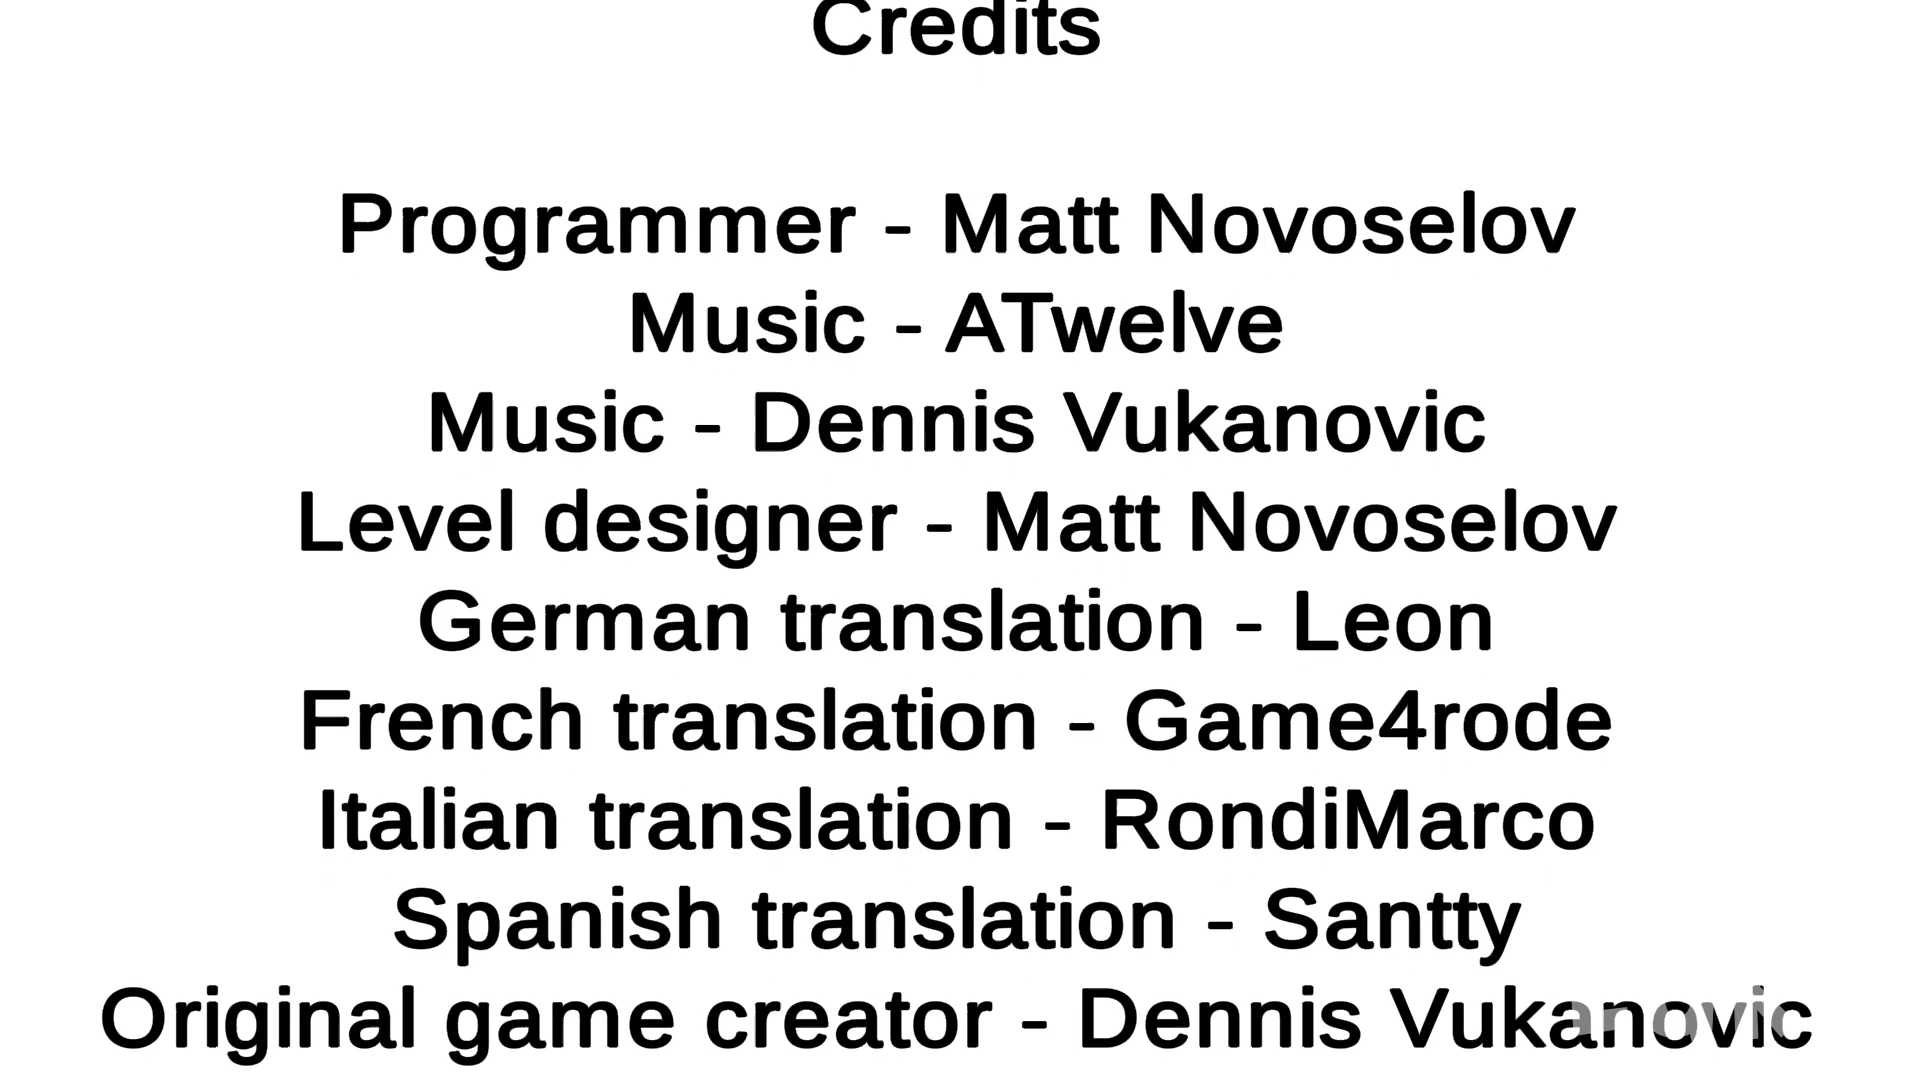 Credits
Programmer - Matt Novoselov
Music - ATwelve
Music - Dennis Vukanovic
Level designer - Matt Novoselov
German translation - Leon
French translation - Game4rode
Italian translation - RondiMarco
Spanish translation - Santty
Original game creator - Dennis Vukanovic